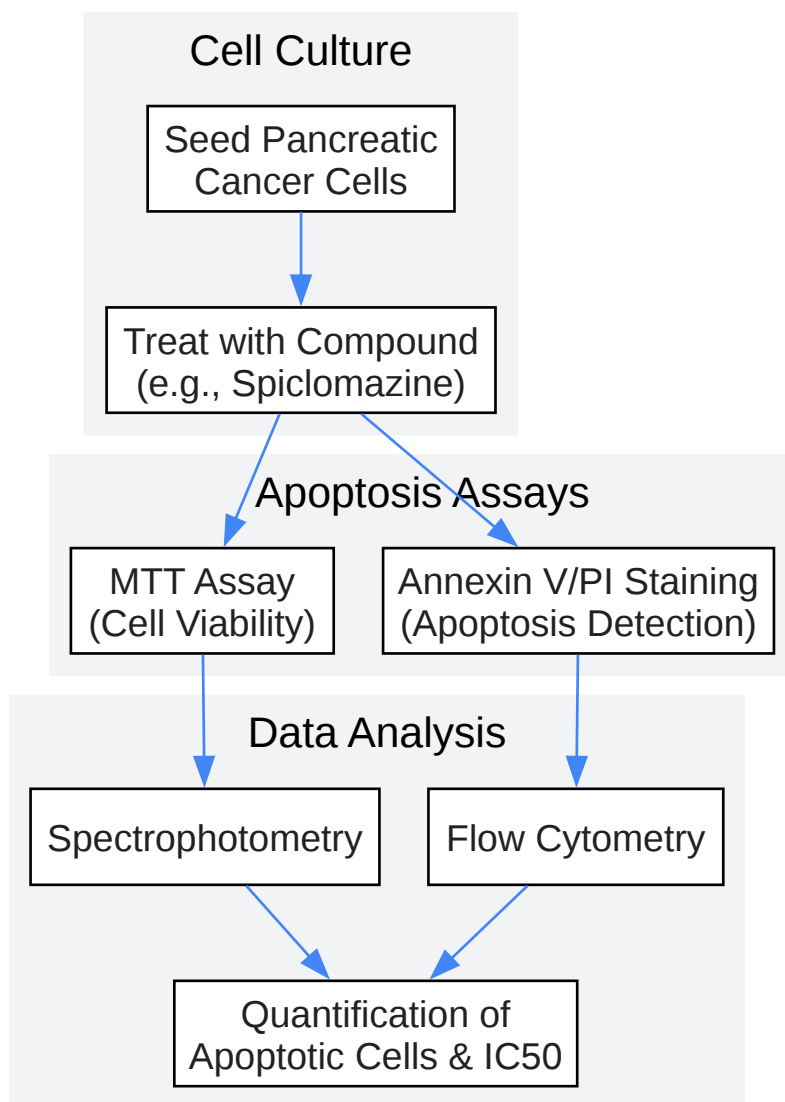 Cell Culture
Seed Pancreatic
Cancer Cells
Treat with Compound
(e.g., Spiclomazine)
Apoptosis Assays
MTT Assay
(Cell Viability)
Annexin V/PI Staining
(Apoptosis Detection)
Data Analysis
Spectrophotometry
Flow Cytometry
Quantification of
Apoptotic Cells & IC50